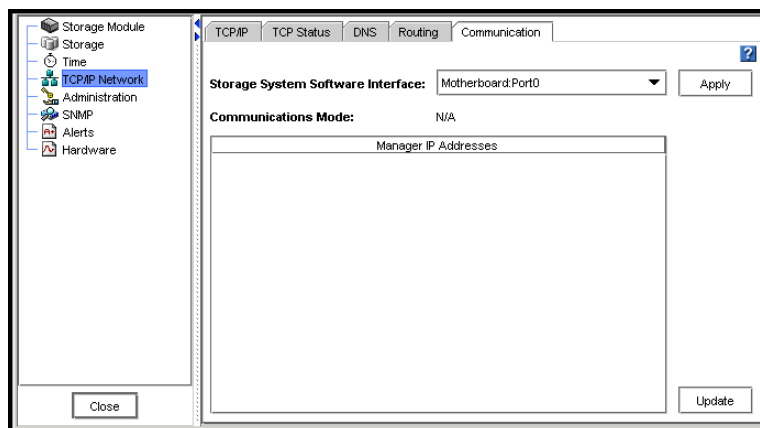 Storage Module
Storage
Time
TCP/IP Network
Administration
SNMP
Alerts
Hardware
Close
TCP/IP
TCP Status
DNS
Routing
Communication
?
Storage System Software Interface:
Motherboard:Port0
Apply
Communications Mode:
N/A
Manager IP Addresses
Update